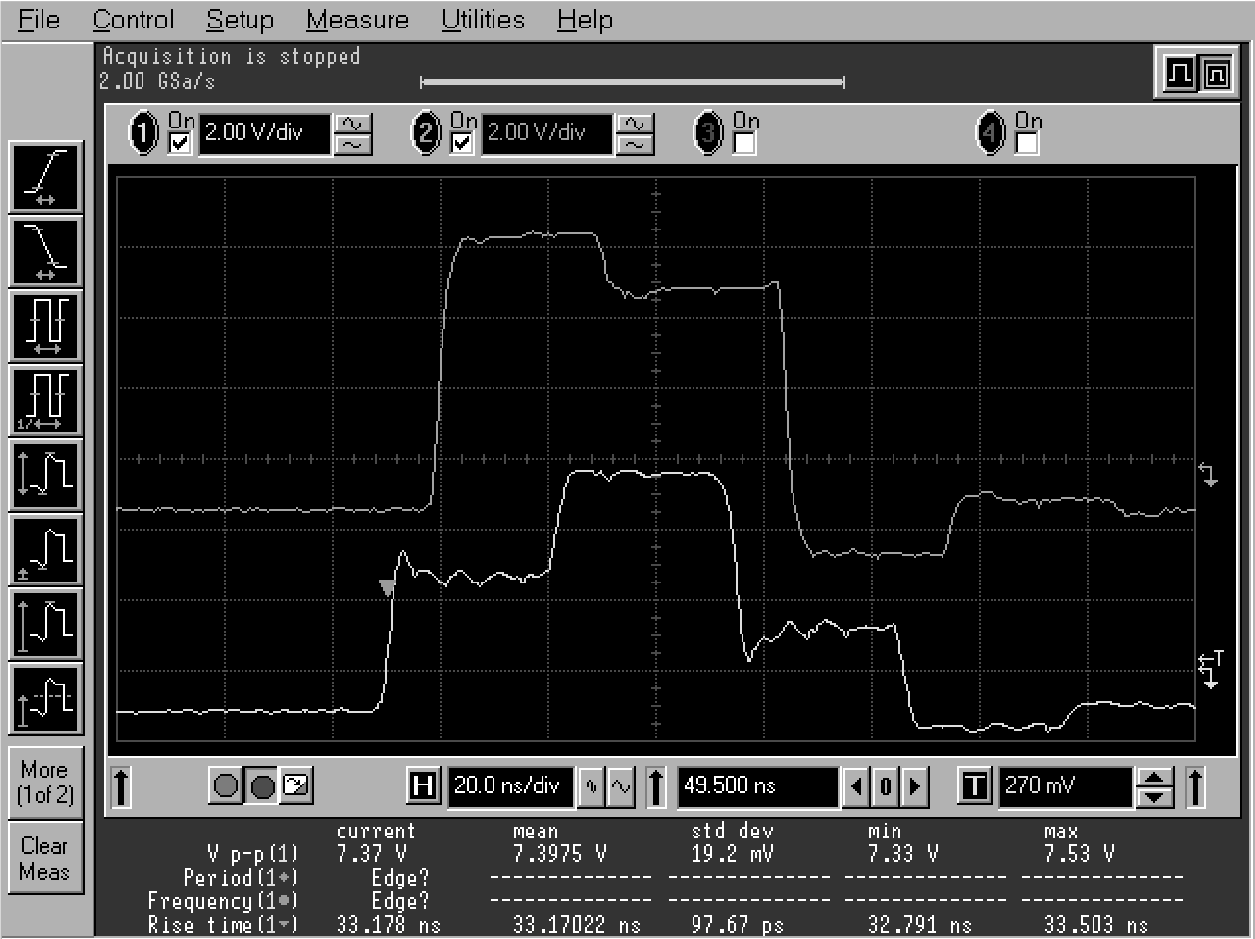 File Control Setup Measure Utilities Help
Acquisition is stopped
2.00 GSa/s
1 On 2.00 V/div 2 On 2.00 V/div 3 On 4 On
1/
T
More
(1 of 2)
H 20.0 ns/div 49.500 ns 0 T 270 mV
Clear
Meas
current mean std dev min max
V p-p(1) 7.37 V 7.3975 V 19.2 mV 7.33 V 7.53 V
Period(1) Edge? --------------- --------------- --------------- ---------------
Frequency(1) Edge? --------------- --------------- --------------- ---------------
Rise time(1) 33.178 ns 33.17022 ns 97.67 ps 32.791 ns 33.503 ns